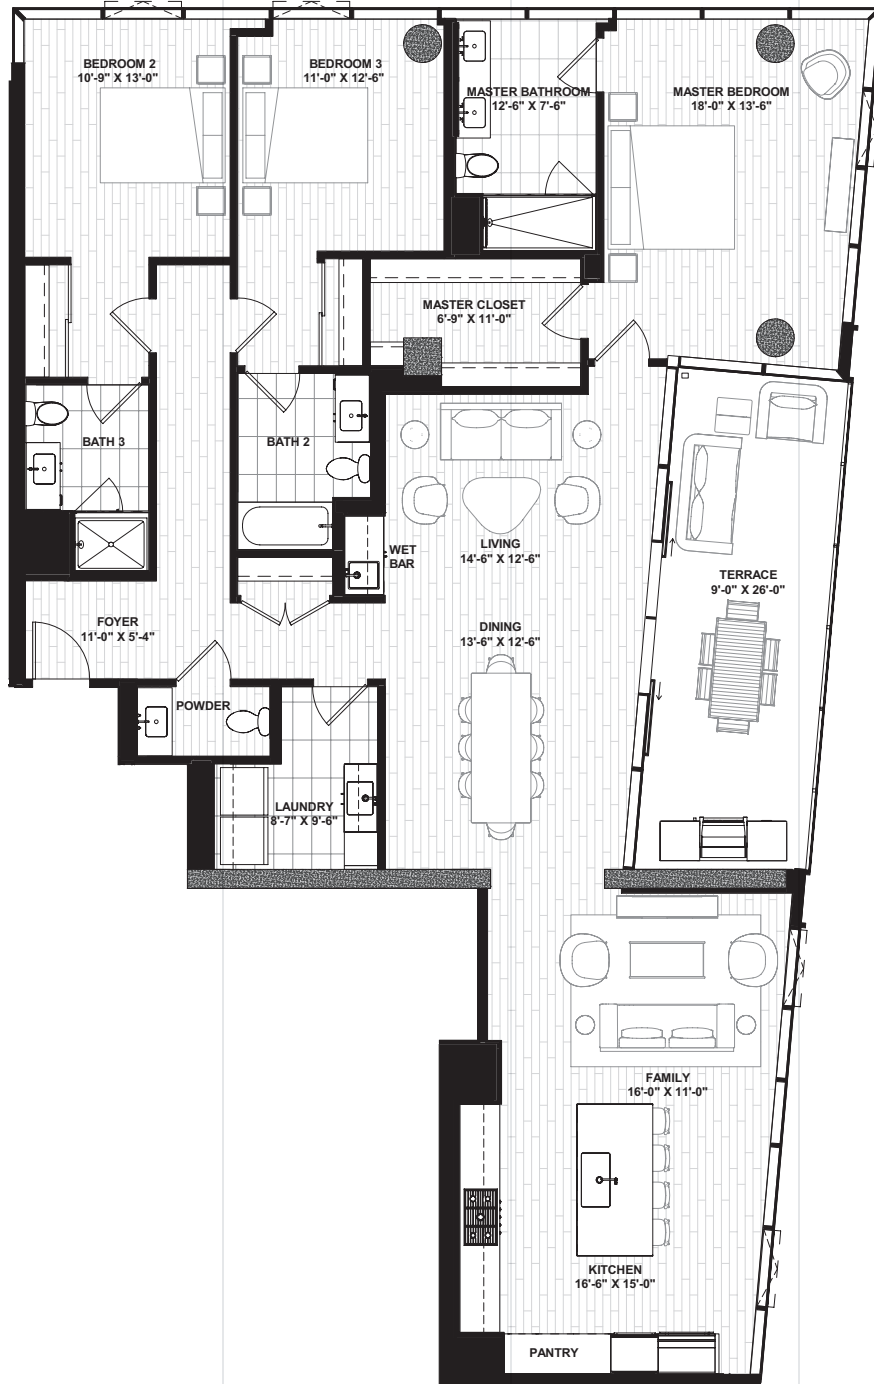 BEDROOM 2
10'-9" X 13'-0"
BEDROOM 3
11'-0" X 12'-6"
MASTER BATHROOM
12'-6" X 7'-6"
MASTER BEDROOM
18'-0" X 13'-6"
MASTER CLOSET
6'-9" X 11'-0"
BATH 3
BATH 2
WET
BAR
LIVING
14'-6" X 12'-6"
TERRACE
9'-0" X 26'-0"
FOYER
11'-0" X 5'-4"
DINING
13'-6" X 12'-6"
POWDER
LAUNDRY
8'-7" X 9'-6"
FAMILY
16'-0" X 11'-0"
KITCHEN
16'-6" X 15'-0"
PANTRY